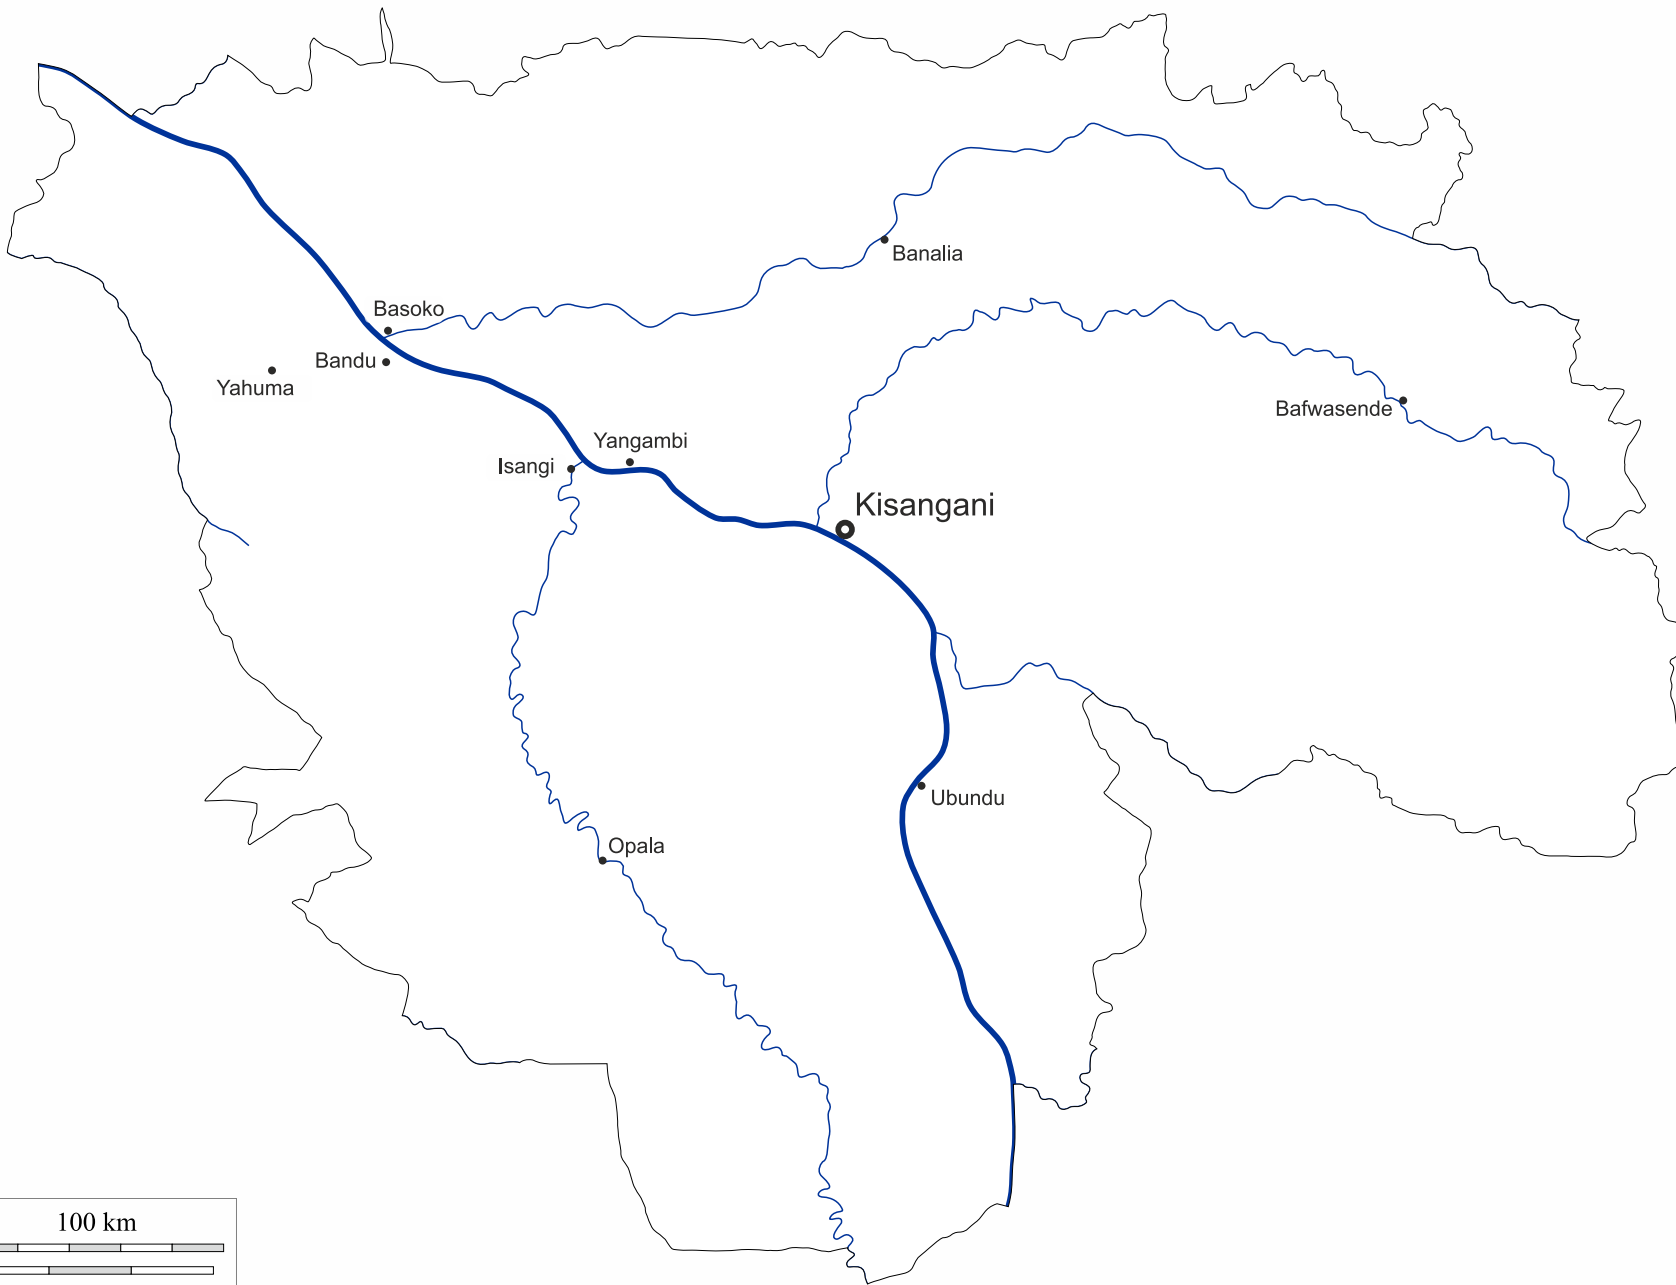 Banalia
Basoko
Bandu
Yahuma
Bafwasende
Yangambi
Isangi
Kisangani
Ubundu
Opala
100 km